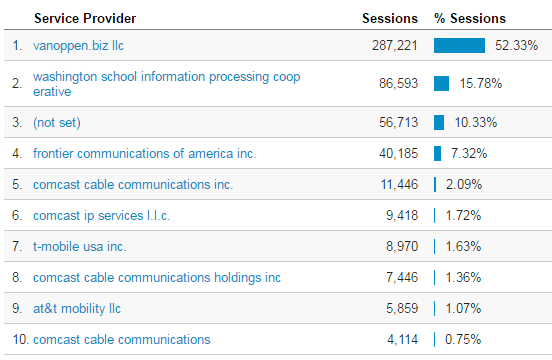 Service Provider Sessions % Sessions
1. vanoppen.biz llc 287,221 52.33%
2. washington school information processing coop
erative 86,593 15.78%
3. (not set) 56,713 10.33%
4. frontier communications of america inc. 40,185 7.32%
5. comcast cable communications inc. 11,446 2.09%
6. comcast ip services l.l.c. 9,418 1.72%
7. t-mobile usa inc. 8,970 1.63%
8. comcast cable communications holdings inc 7,446 1.36%
9. at&t mobility llc 5,859 1.07%
10. comcast cable communications 4,114 0.75%